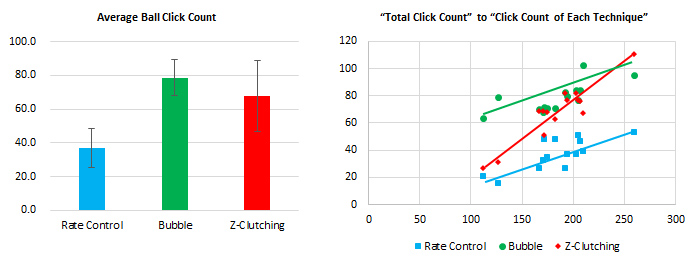 Average Ball Click Count
100.0
80.0
60.0
40.0
20.0
0.0
Rate Control Bubble Z-Clutching
“Total Click Count” to “Click Count of Each Technique”
120
100
80
60
40
20
0
0 50 100 150 200 250 300
Rate Control Bubble Z-Clutching